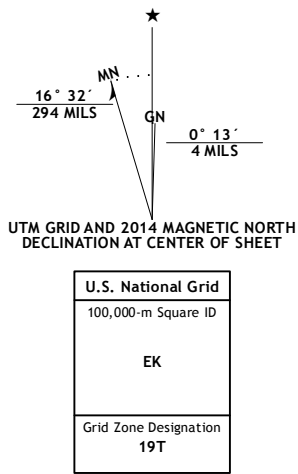 ★
MN
GN
16° 32´
294 MILS
0° 13´
4 MILS
UTM GRID AND 2014 MAGNETIC NORTH
DECLINATION AT CENTER OF SHEET
U.S. National Grid
100,000-m Square ID
EK
Grid Zone Designation
19T